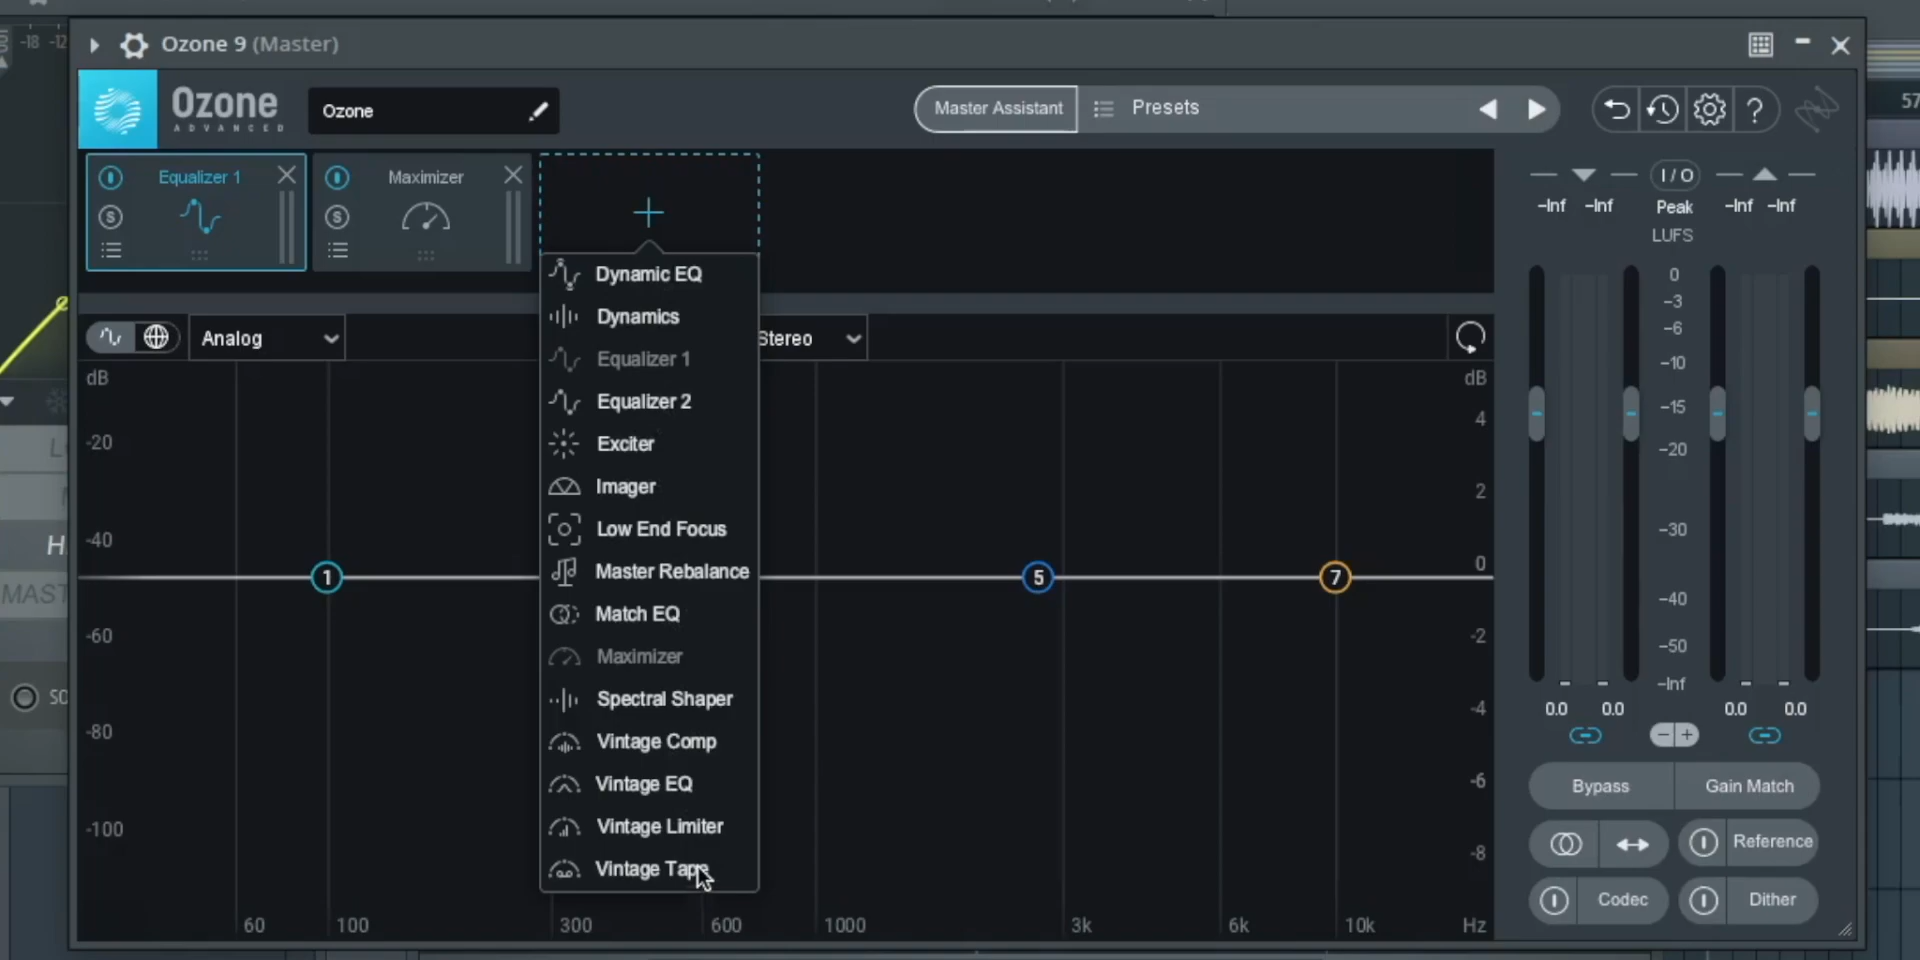 -18 -12
Ozone 9 (Master)
Ozone
ADVANCED
Ozone
Master Assistant
Presets
?
57
Equalizer 1
S
Maximizer
S
+
I / O
-Inf -Inf
Peak
-Inf -Inf
LUFS
Dynamic EQ
Dynamics
Equalizer 1
Equalizer 2
Exciter
Imager
Low End Focus
Master Rebalance
Match EQ
Maximizer
Spectral Shaper
Vintage Comp
Vintage EQ
Vintage Limiter
Vintage Tape
Analog
Stereo
dB
-20
-40
-60
-80
-100
1
5
7
dB
4
2
0
-2
-4
-6
-8
60
100
300
600
1000
3k
6k
10k
Hz
0
-3
-6
-10
-15
-20
-30
-40
-50
-Inf
0.0 0.0
0.0 0.0
- +
Bypass
Gain Match
Reference
Codec
Dither
H
MAST
SO